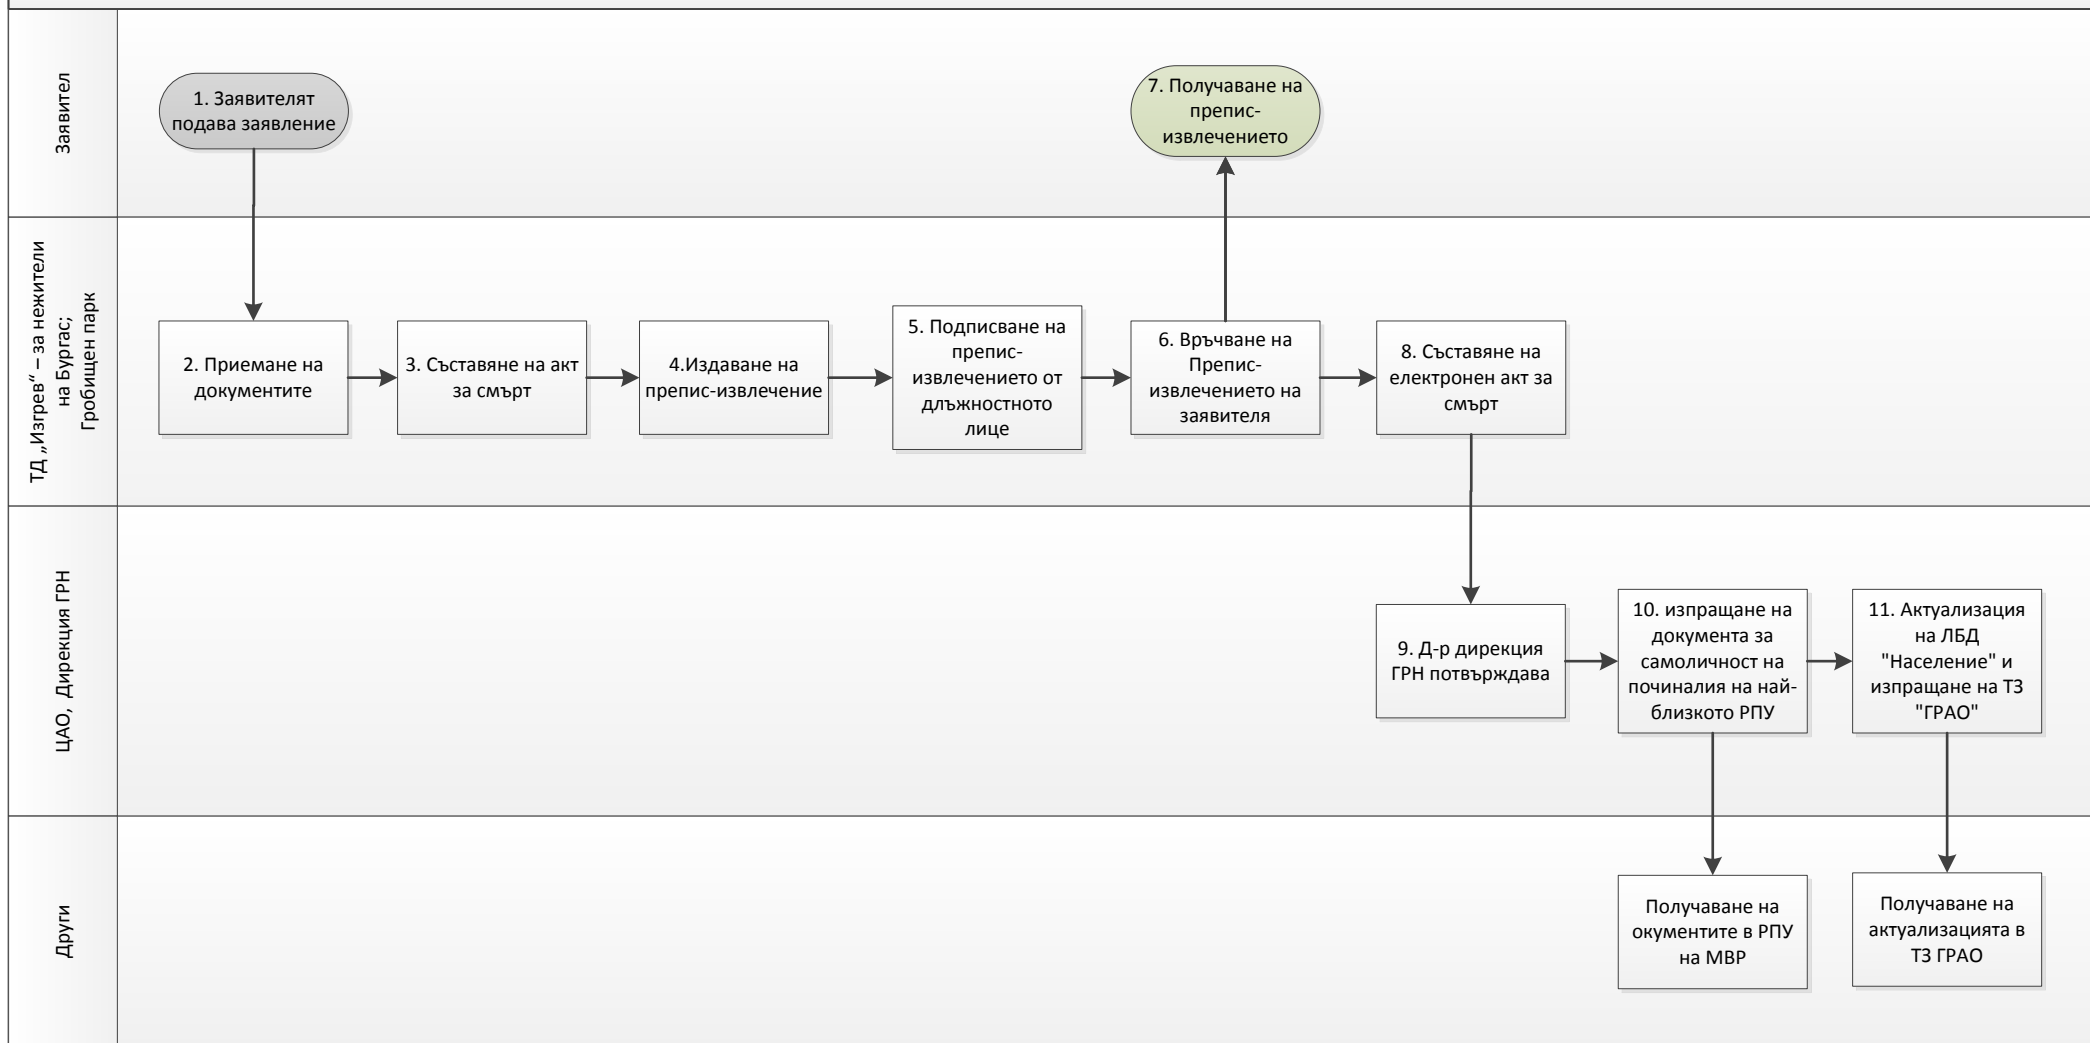 Заявител
1. Заявителят
подава заявление
7. Получаване на
препис-
извлечението
ТД „Изгрев“ – за нежители
на Бургас;
Гробищен парк
2. Приемане на
документите
3. Съставяне на акт
за смърт
4.Издаване на
препис-извлечение
5. Подписване на
препис-
извлечението от
длъжностното
лице
6. Връчване на
Препис-
извлечението на
заявителя
8. Съставяне на
електронен акт за
смърт
ЦАО, Дирекция ГРН
9. Д-р дирекция
ГРН потвърждава
10. изпращане на
документа за
самоличност на
починалия на най-
близкото РПУ
11. Актуализация
на ЛБД
"Население" и
изпращане на ТЗ
"ГРАО"
Други
Получаване на
окументите в РПУ
на МВР
Получаване на
актуализацията в
ТЗ ГРАО